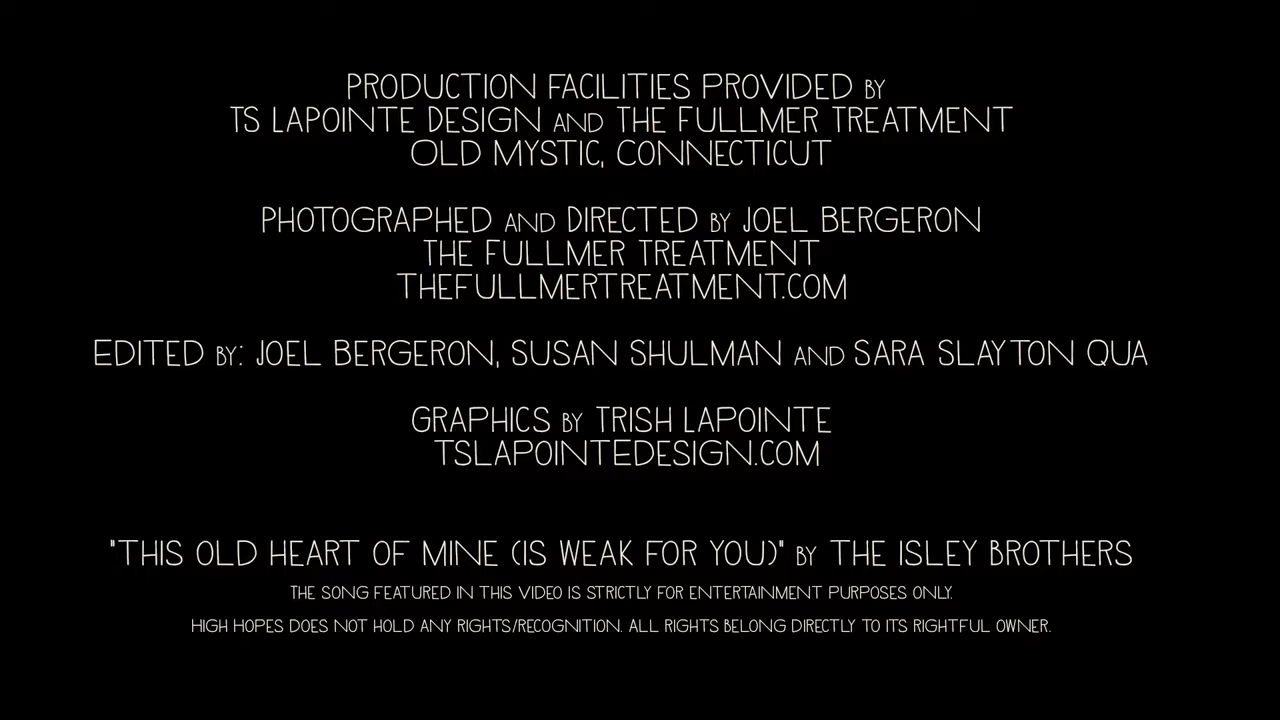 PRODUCTION FACILITIES PROVIDED BY
TS LAPOINTE DESIGN AND THE FULLMER TREATMENT
OLD MYSTIC, CONNECTICUT
PHOTOGRAPHED AND DIRECTED BY JOEL BERGERON
THE FULLMER TREATMENT
THEFULLMERTREATMENT.COM
EDITED BY: JOEL BERGERON, SUSAN SHULMAN AND SARA SLAYTON QUA
GRAPHICS BY TRISH LAPOINTE
TSLAPOINTEDESIGN.COM
"THIS OLD HEART OF MINE (IS WEAK FOR YOU)" BY THE ISLEY BROTHERS
THE SONG FEATURED IN THIS VIDEO IS STRICTLY FOR ENTERTAINMENT PURPOSES ONLY.
HIGH HOPES DOES NOT HOLD ANY RIGHTS/RECOGNITION. ALL RIGHTS BELONG DIRECTLY TO ITS RIGHTFUL OWNER.